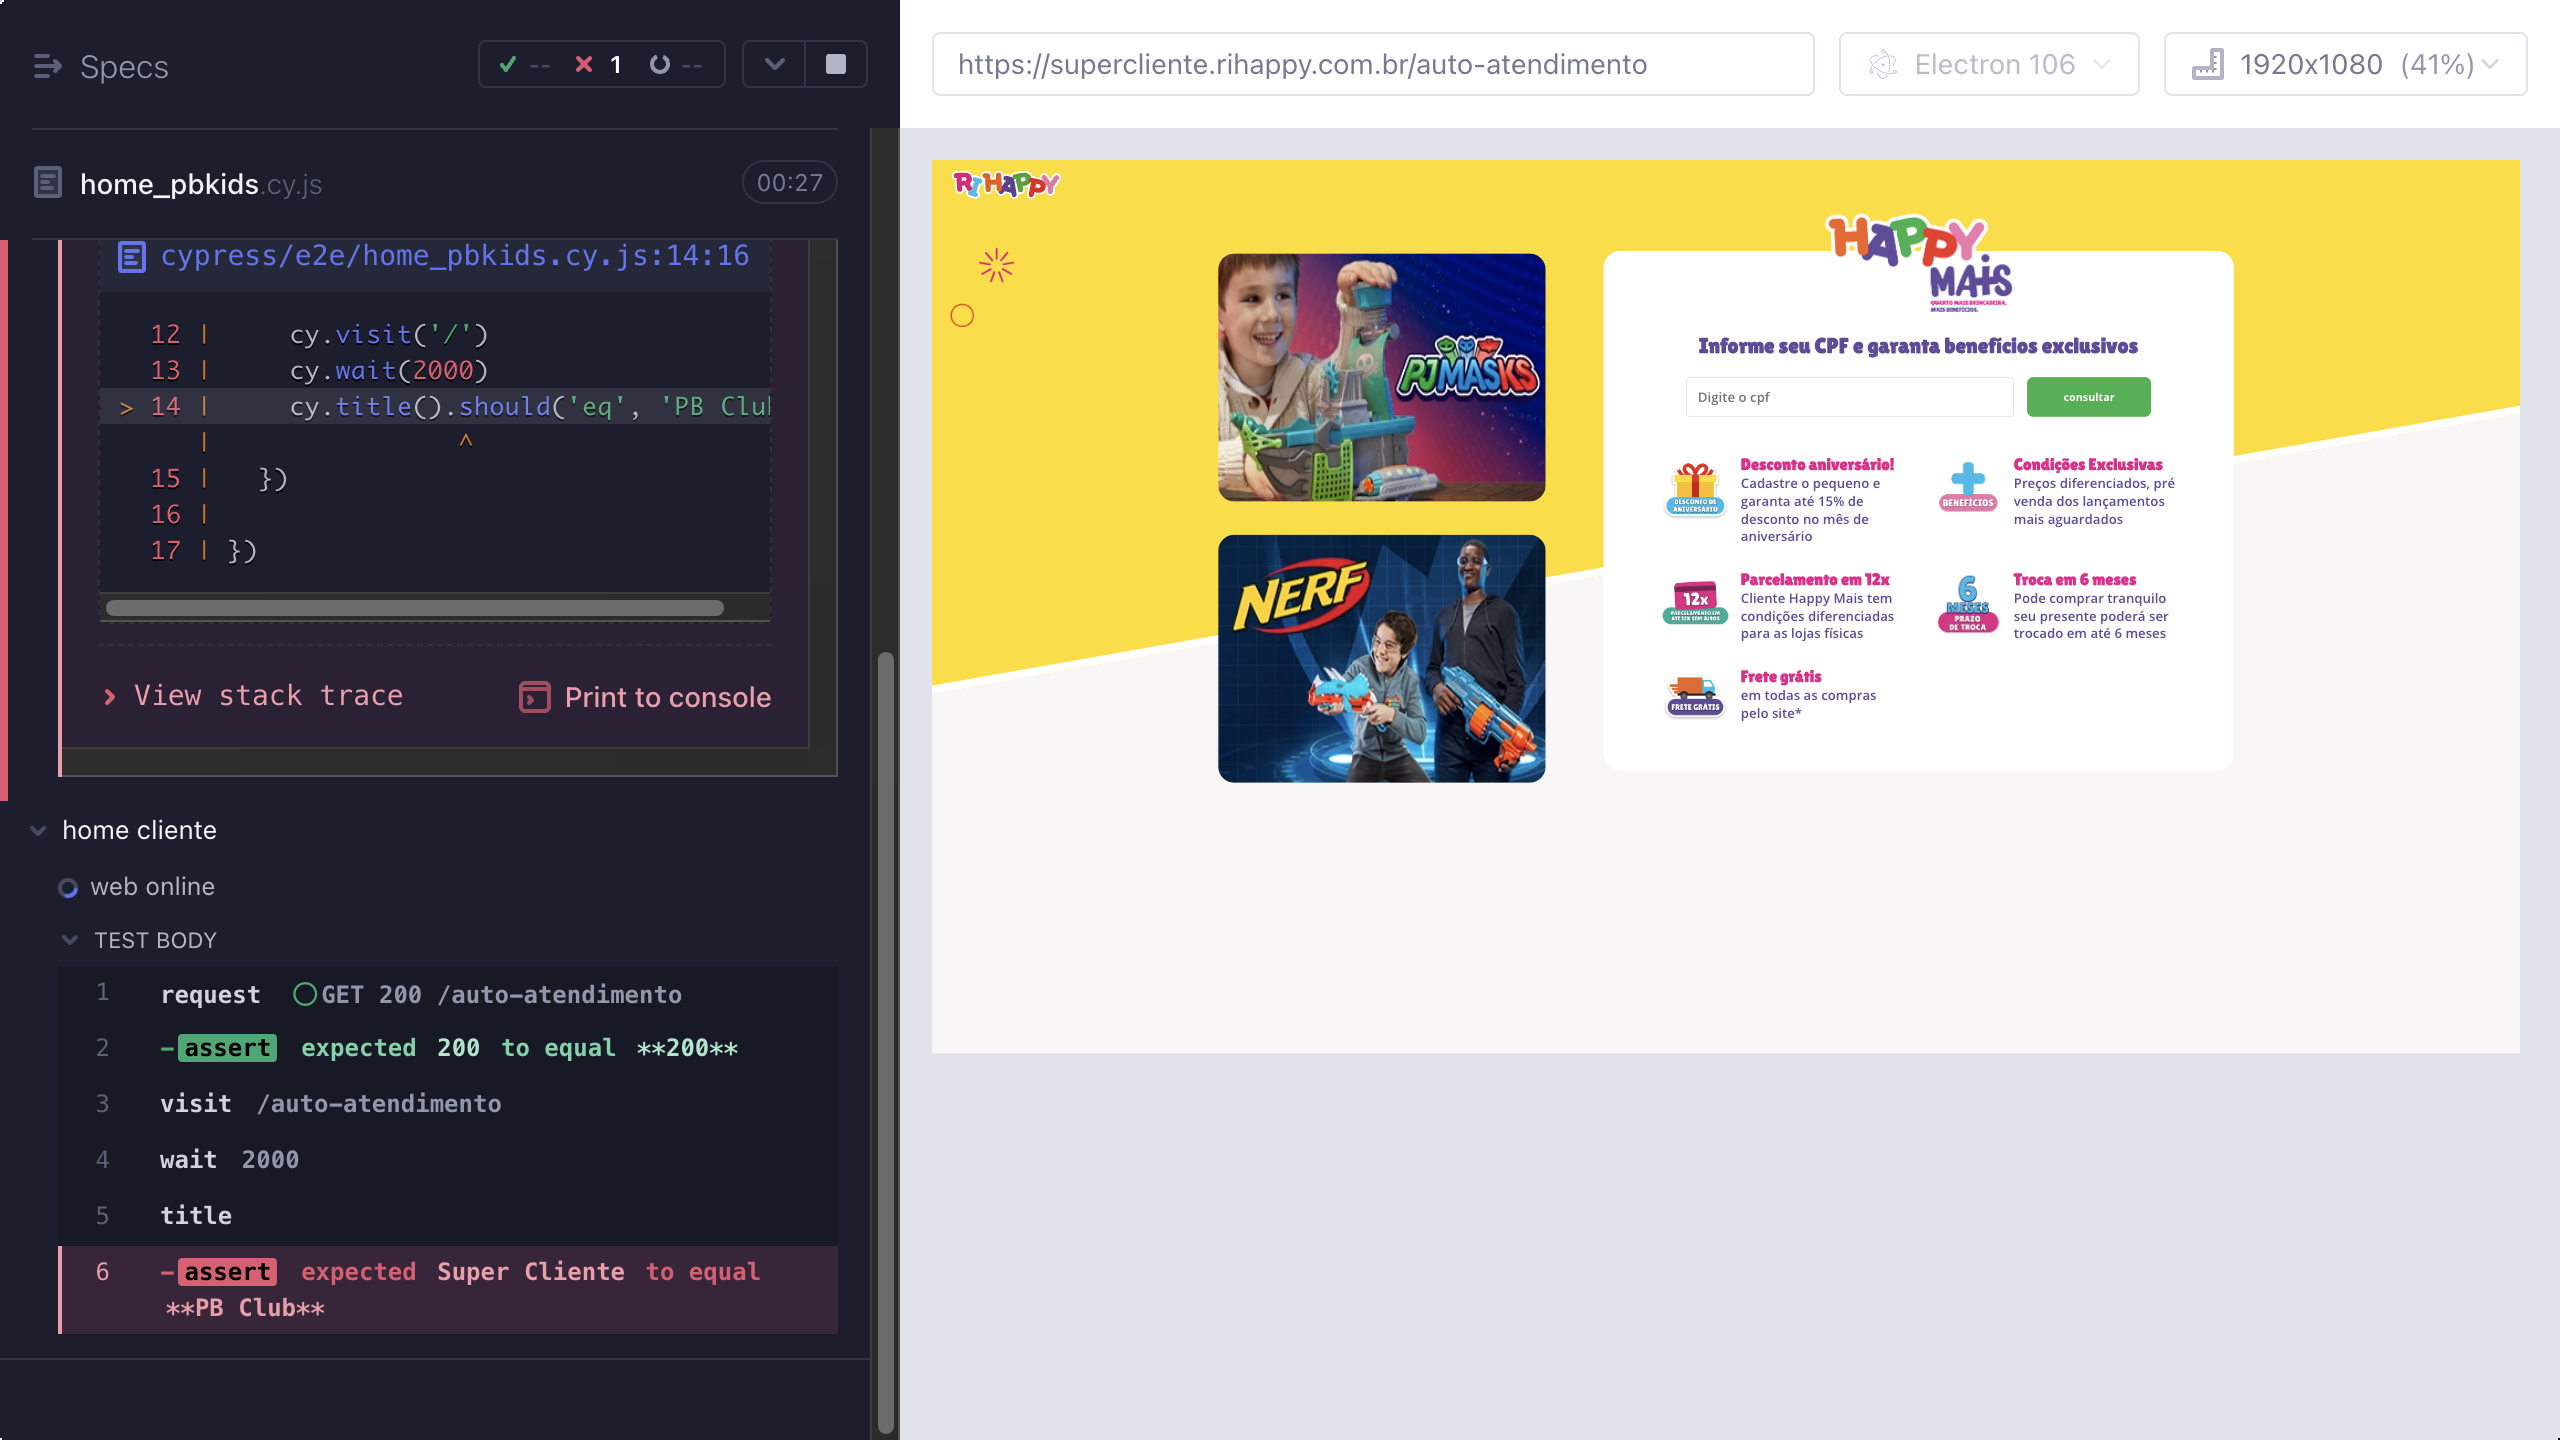 Specs
-- 1 --
https://supercliente.rihappy.com.br/auto-atendimento
Electron 106
1920x1080 (41%)
home_pbkids.cy.js
00:27
cypress/e2e/home_pbkids.cy.js:14:16
12 | cy.visit('/')
13 | cy.wait(2000)
> 14 | cy.title().should('eq', 'PB Clu
| ^
15 | })
16 |
17 | })
View stack trace
Print to console
home cliente
web online
TEST BODY
1 request GET 200 /auto-atendimento
2 -assert expected 200 to equal **200**
3 visit /auto-atendimento
4 wait 2000
5 title
6 -assert expected Super Cliente to equal
**PB Club**
RI HAPPY
PJMASKS
NERF
HAPPY
MAIS
QUANTO MAIS BRINCADEIRA,
MAIS BENEFÍCIOS.
Informe seu CPF e garanta benefícios exclusivos
Digite o cpf
consultar
DESCONTO DE
ANIVERSÁRIO
Desconto aniversário!
Cadastre o pequeno e
garanta até 15% de
desconto no mês de
aniversário
BENEFÍCIOS
Condições Exclusivas
Preços diferenciados, pré
venda dos lançamentos
mais aguardados
12x
PARCELAMENTO EM
ATÉ 12X SEM JUROS
Parcelamento em 12x
Cliente Happy Mais tem
condições diferenciadas
para as lojas físicas
6
MESES
PRAZO
DE TROCA
Troca em 6 meses
Pode comprar tranquilo
seu presente poderá ser
trocado em até 6 meses
FRETE GRÁTIS
Frete grátis
em todas as compras
pelo site*